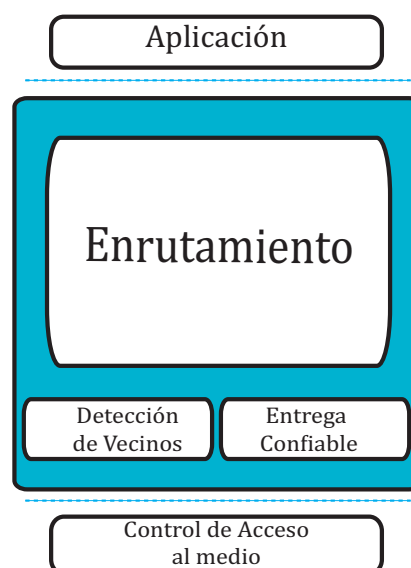 Aplicación
Enrutamiento
Detección
de Vecinos
Entrega
Confiable
Control de Acceso
al medio